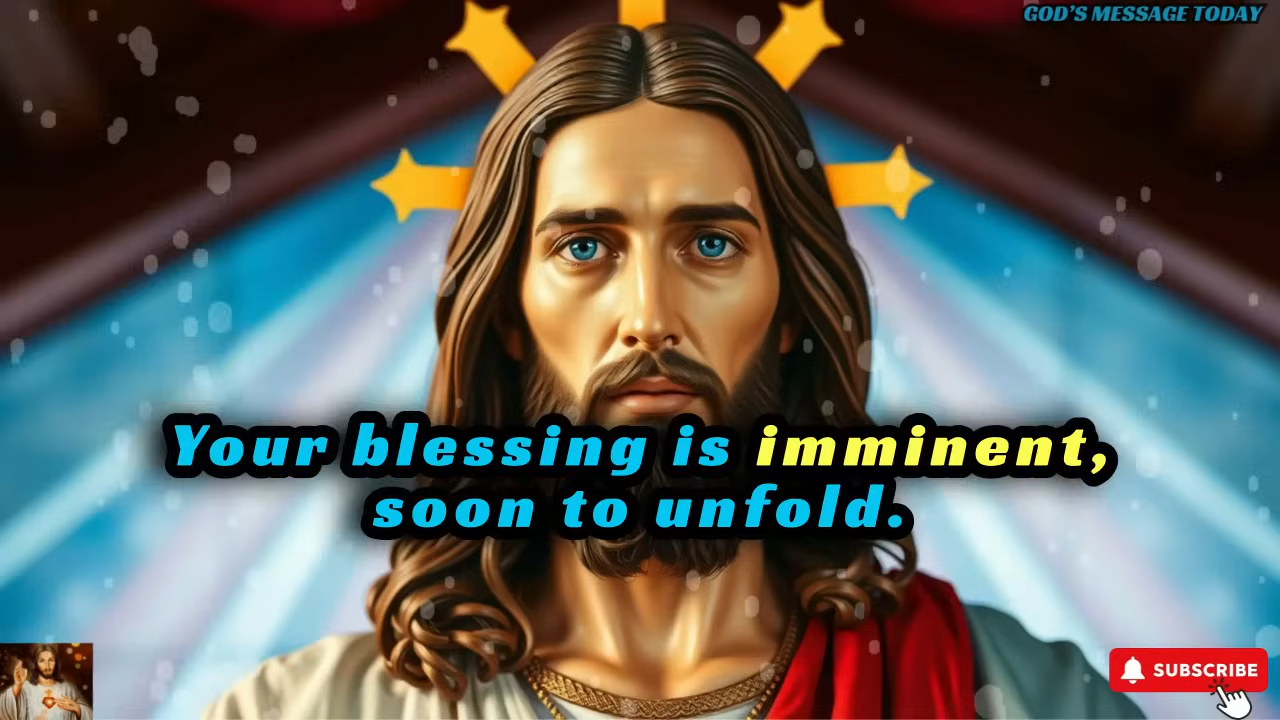 GOD'S MESSAGE TODAY
Your blessing is imminent,
soon to unfold.
SUBSCRIBE